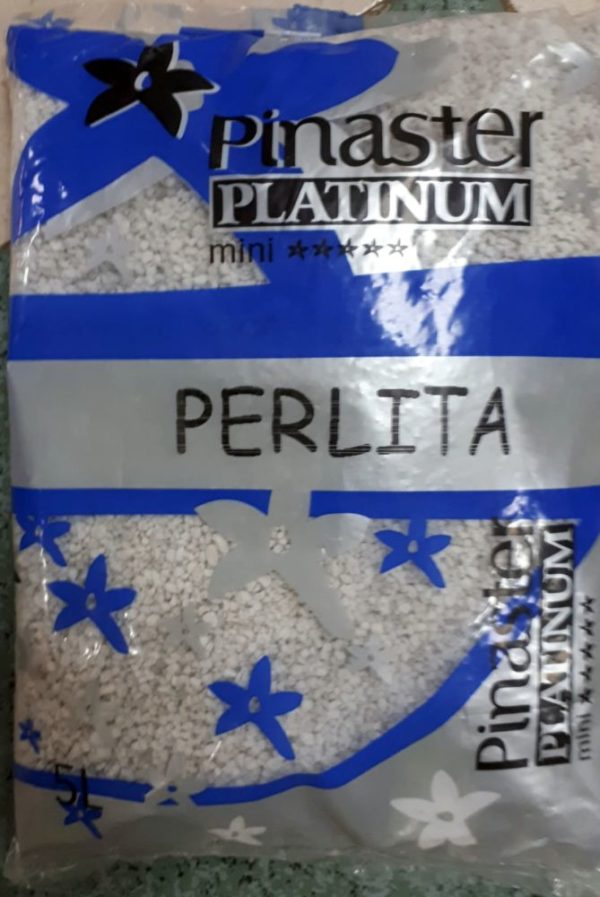 Pinaster
PLATINUM
mini
PERLITA
Pinaster
PLATINUM
mini
5L